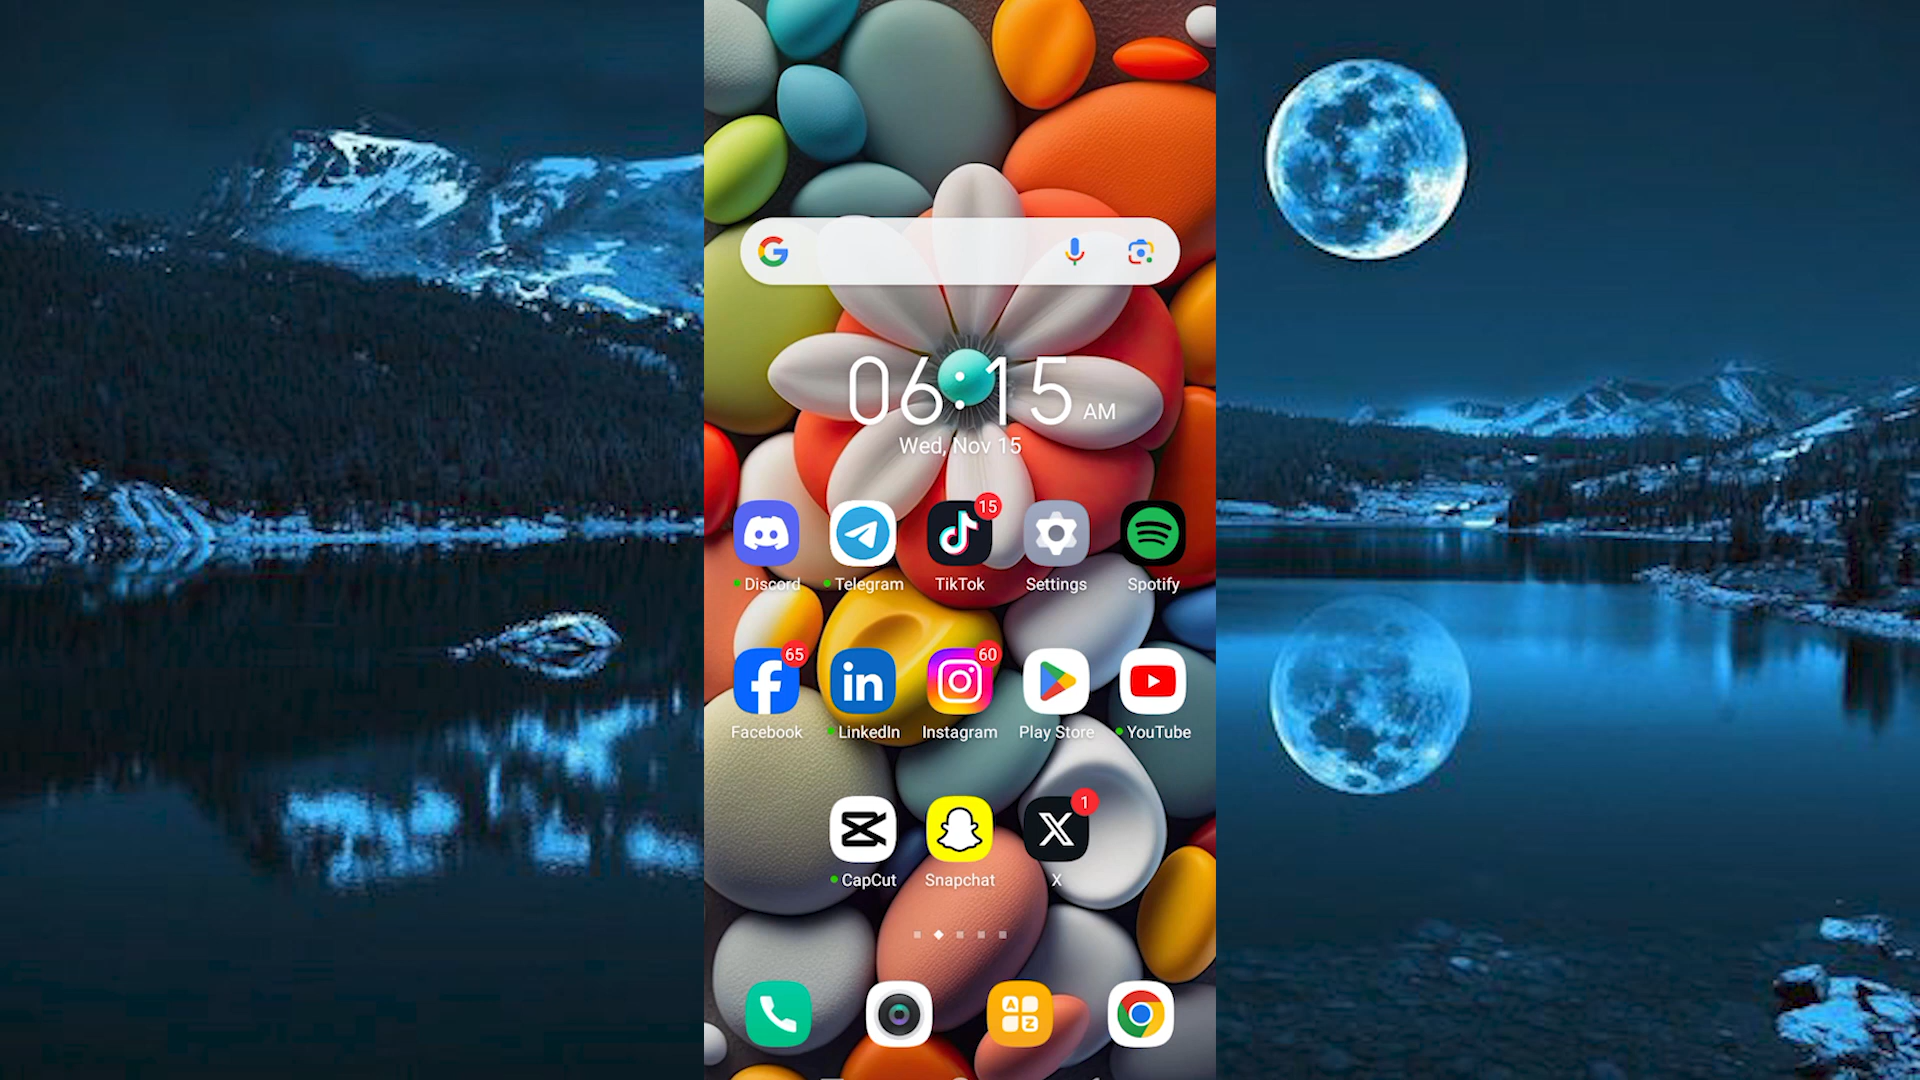 06:15 AM
Wed, Nov 15
15
Discord Telegram TikTok Settings Spotify
65 60
Facebook LinkedIn Instagram Play Store YouTube
1
CapCut Snapchat X